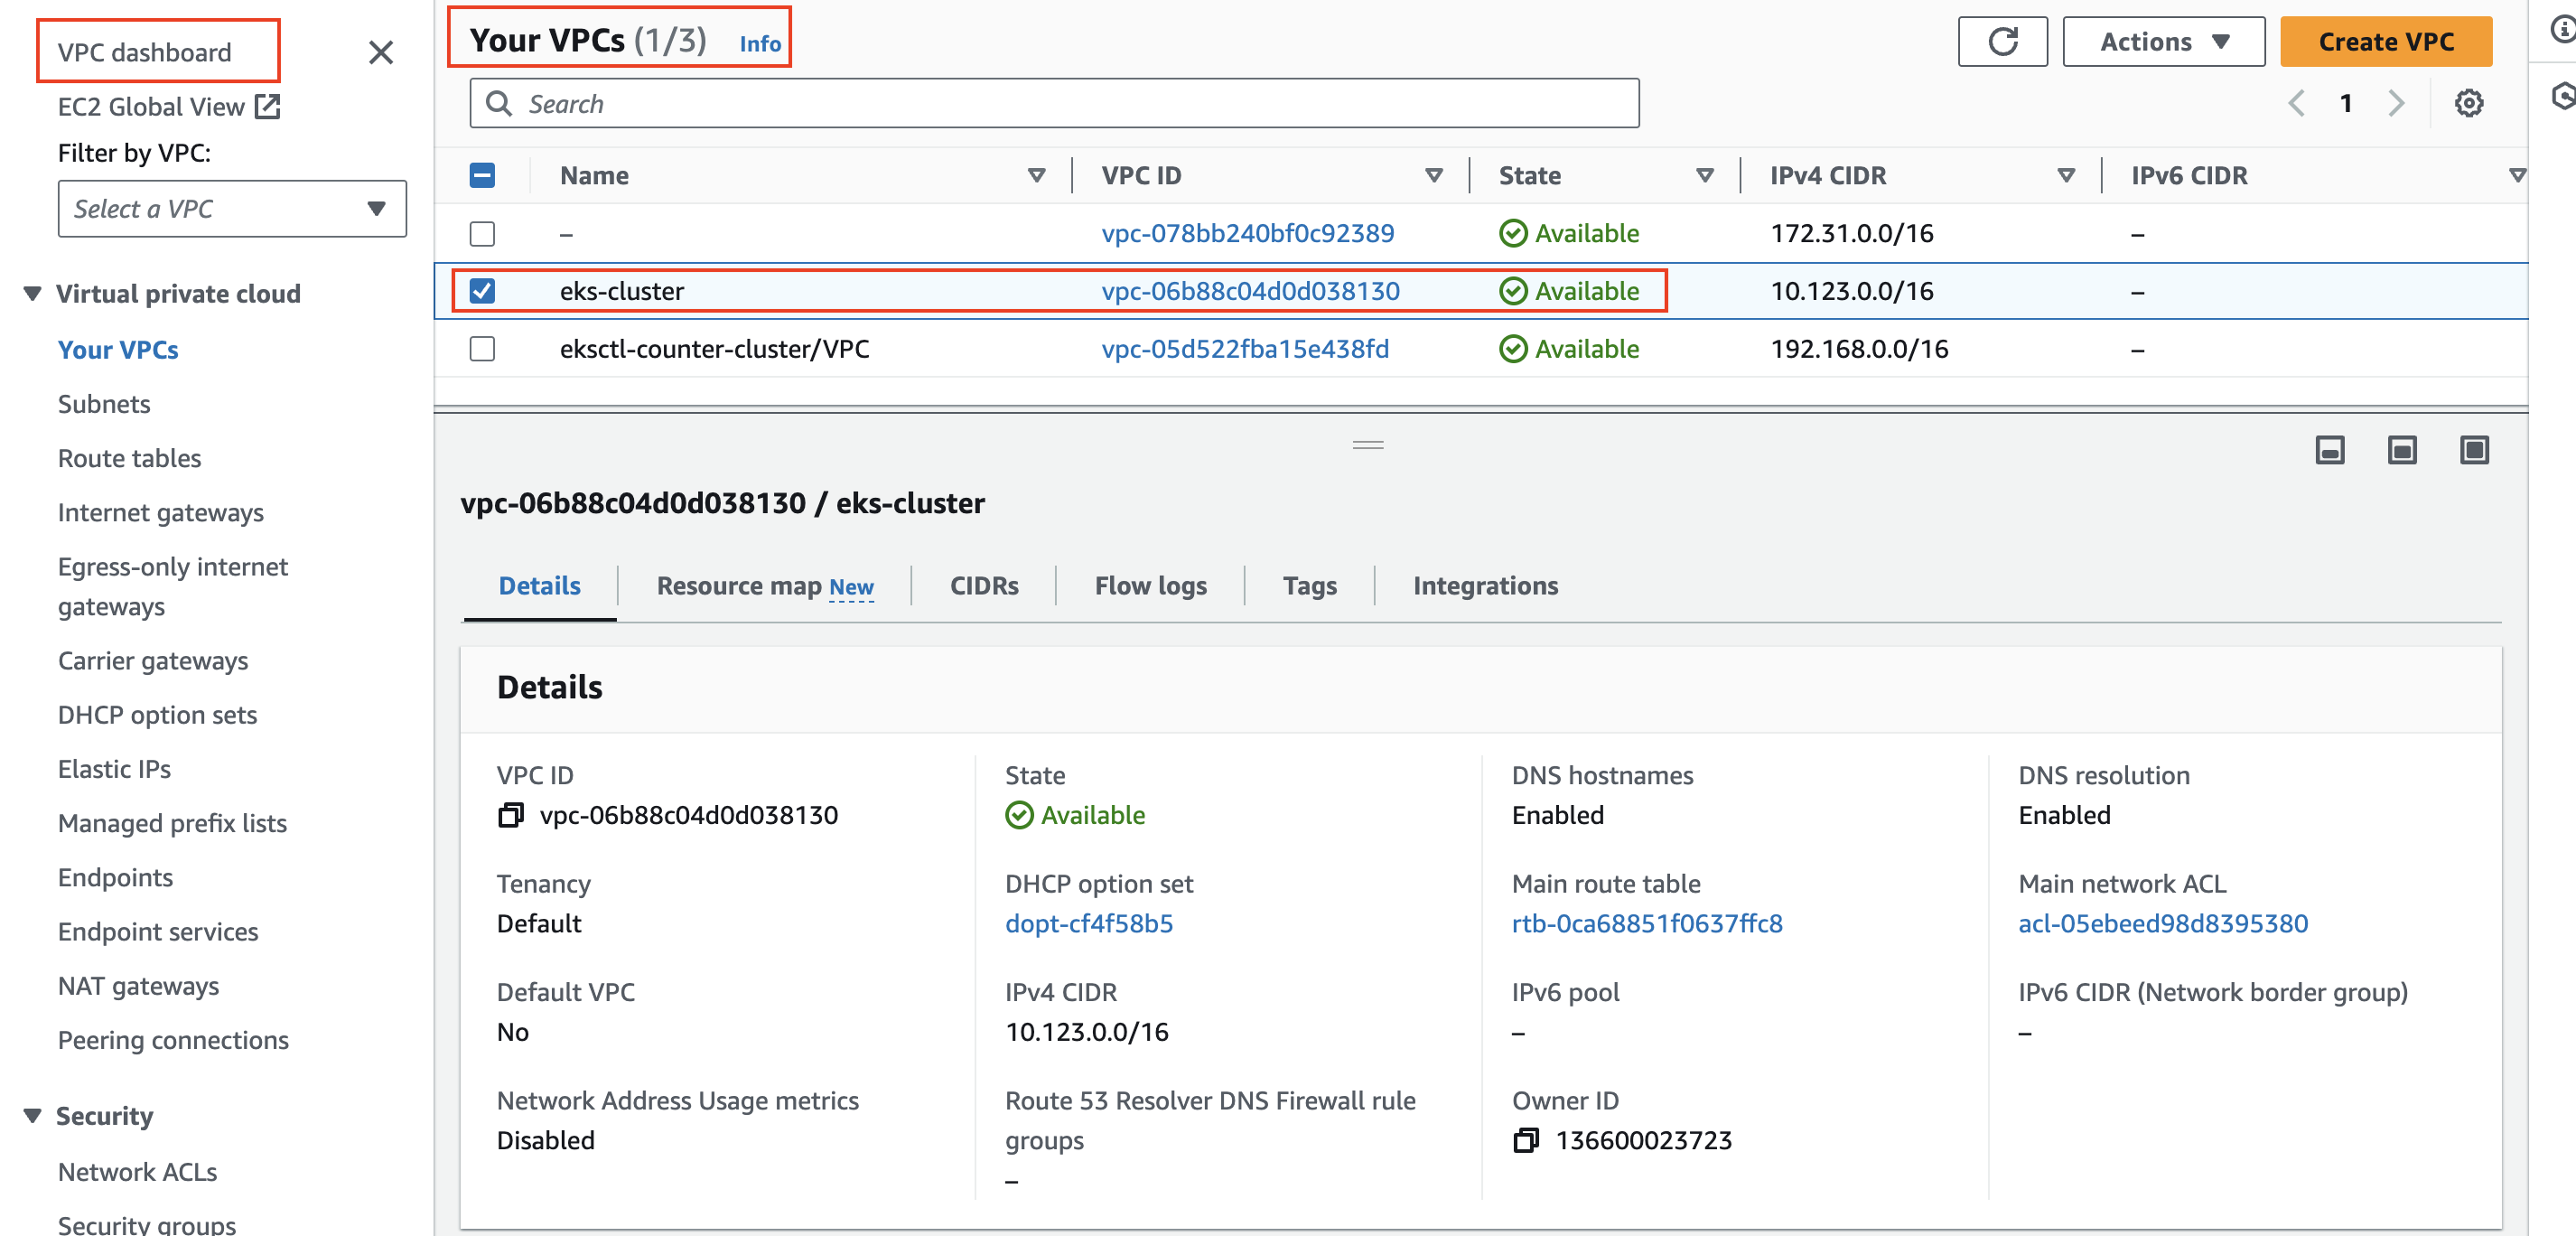 VPC dashboard
EC2 Global View
Filter by VPC:
Select a VPC
Virtual private cloud
Your VPCs
Subnets
Route tables
Internet gateways
Egress-only internet
gateways
Carrier gateways
DHCP option sets
Elastic IPs
Managed prefix lists
Endpoints
Endpoint services
NAT gateways
Peering connections
Security
Network ACLs
Security groups
Your VPCs (1/3) Info
Actions
Create VPC
Search
1
Name VPC ID State IPv4 CIDR IPv6 CIDR
– vpc-078bb240bf0c92389 Available 172.31.0.0/16 –
eks-cluster vpc-06b88c04d0d038130 Available 10.123.0.0/16 –
eksctl-counter-cluster/VPC vpc-05d522fba15e438fd Available 192.168.0.0/16 –
vpc-06b88c04d0d038130 / eks-cluster
Details Resource map New CIDRs Flow logs Tags Integrations
Details
VPC ID
vpc-06b88c04d0d038130
State
Available
DNS hostnames
Enabled
DNS resolution
Enabled
Tenancy
Default
DHCP option set
dopt-cf4f58b5
Main route table
rtb-0ca68851f0637ffc8
Main network ACL
acl-05ebeed98d8395380
Default VPC
No
IPv4 CIDR
10.123.0.0/16
IPv6 pool
–
IPv6 CIDR (Network border group)
–
Network Address Usage metrics
Disabled
Route 53 Resolver DNS Firewall rule
groups
–
Owner ID
136600023723